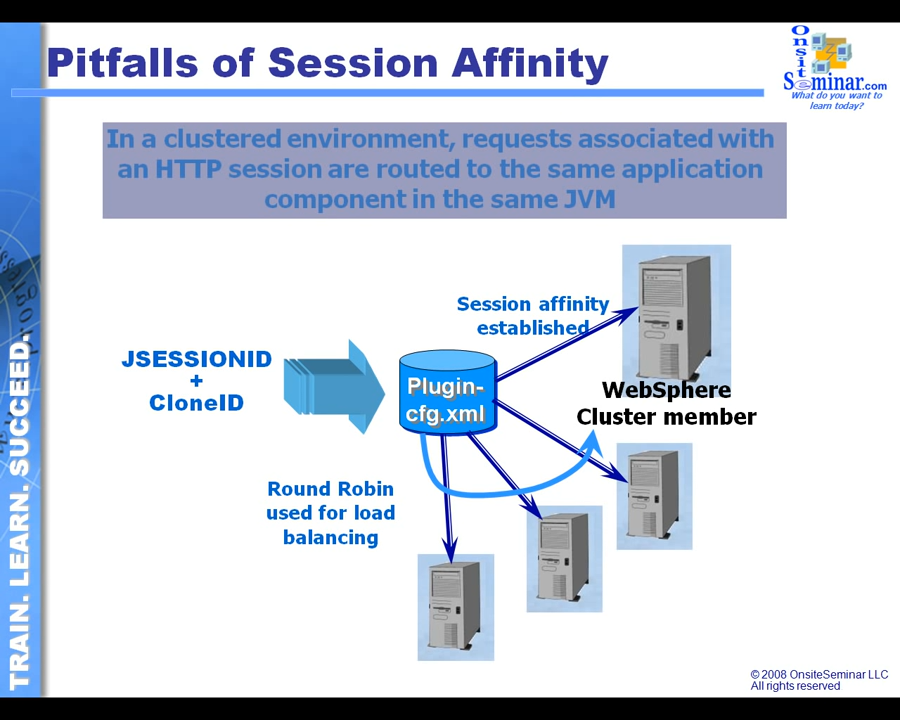 Pitfalls of Session Affinity
Onsite
Seminar.com
What do you want to
learn today?
In a clustered environment, requests associated with
an HTTP session are routed to the same application
component in the same JVM
Session affinity
established
JSESSIONID
+
CloneID
Plugin-
cfg.xml
WebSphere
Cluster member
Round Robin
used for load
balancing
TRAIN. LEARN. SUCCEED.
© 2008 OnsiteSeminar LLC
All rights reserved